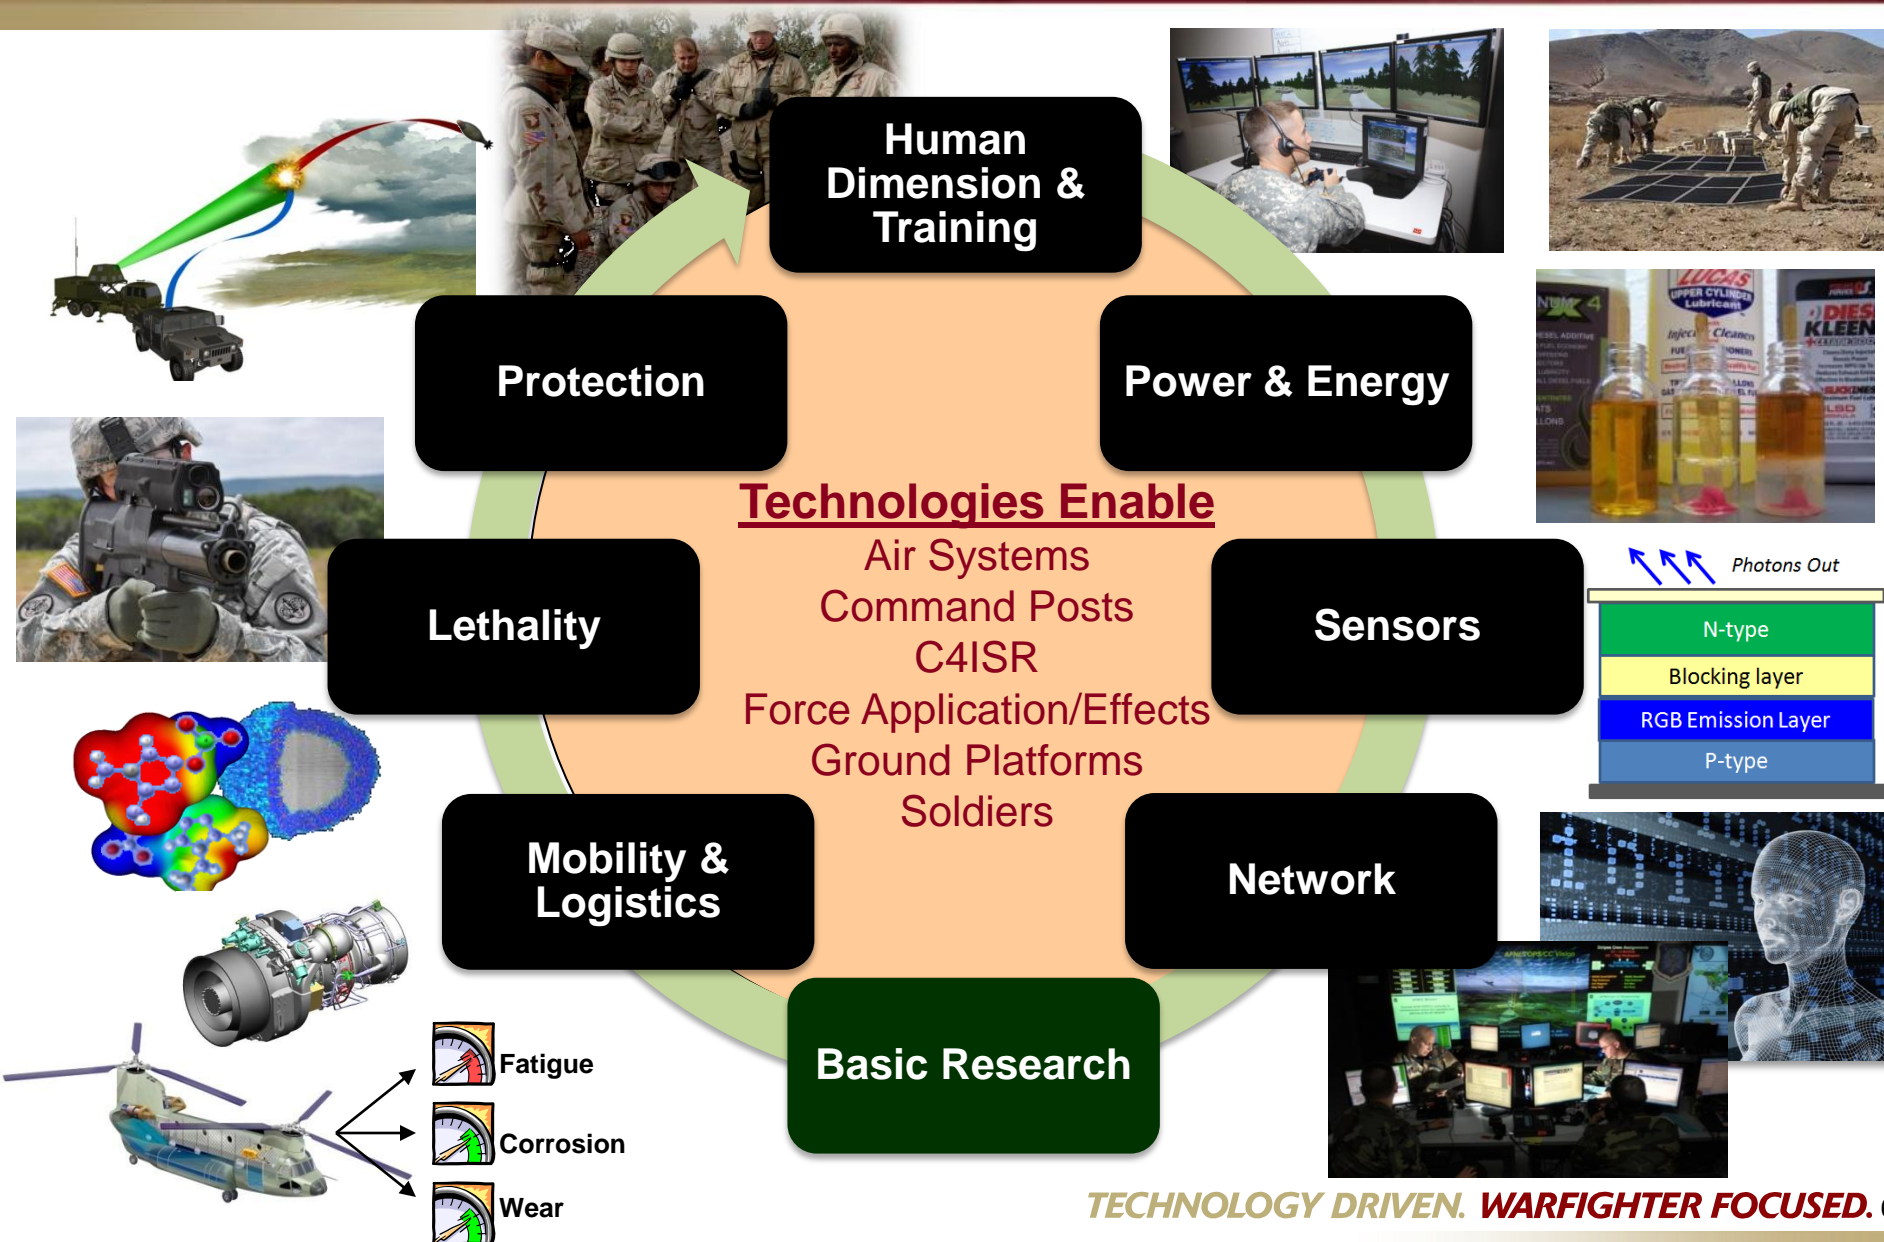 Human
Dimension &
Training
Protection
Power & Energy
LUCAS
UPPER CYLINDER
Lubricant
Injector Cleaners
DIESEL
KLEEN
Technologies Enable
Air Systems
Command Posts
C4ISR
Force Application/Effects
Ground Platforms
Soldiers
Lethality
Sensors
Photons Out
N-type
Blocking layer
RGB Emission Layer
P-type
Mobility &
Logistics
Network
Basic Research
Fatigue
Corrosion
Wear
TECHNOLOGY DRIVEN. WARFIGHTER FOCUSED.